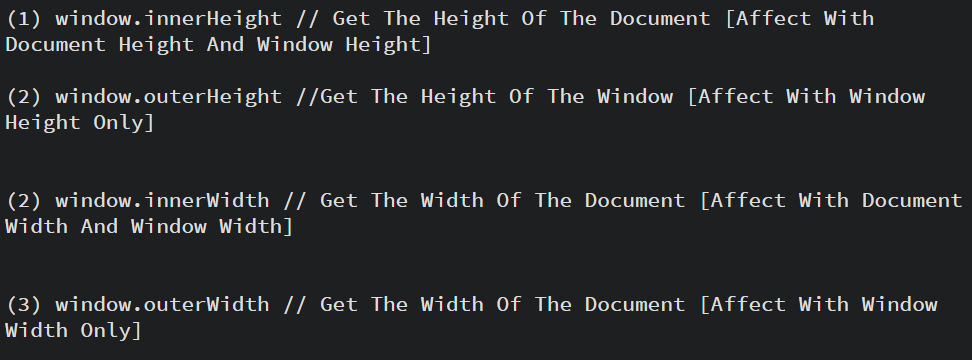 (1) window.innerHeight // Get The Height Of The Document [Affect With
Document Height And Window Height]
(2) window.outerHeight //Get The Height Of The Window [Affect With Window
Height Only]
(2) window.innerWidth // Get The Width Of The Document [Affect With Document
Width And Window Width]
(3) window.outerWidth // Get The Width Of The Document [Affect With Window
Width Only]